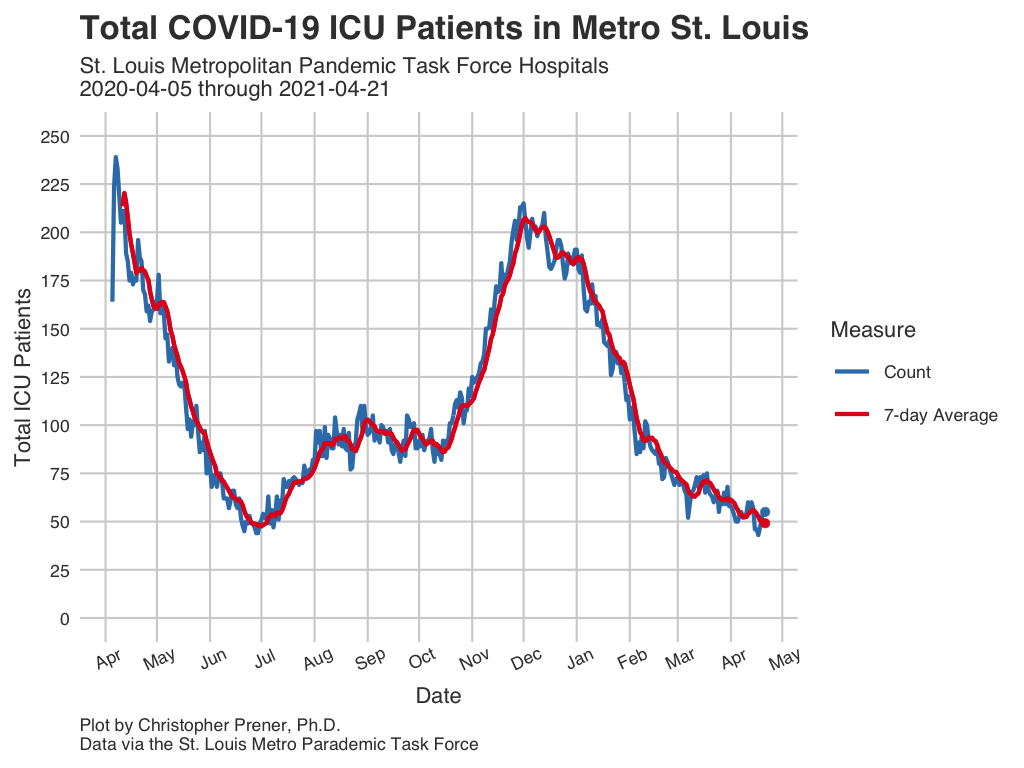 Total COVID-19 ICU Patients in Metro St. Louis
St. Louis Metropolitan Pandemic Task Force Hospitals
2020-04-05 through 2021-04-21
250
225
200
175
150
125
100
75
50
25
0
Total ICU Patients
Apr May Jun Jul Aug Sep Oct Nov Dec Jan Feb Mar Apr May
Date
Measure
Count
7-day Average
Plot by Christopher Prener, Ph.D.
Data via the St. Louis Metro Parademic Task Force